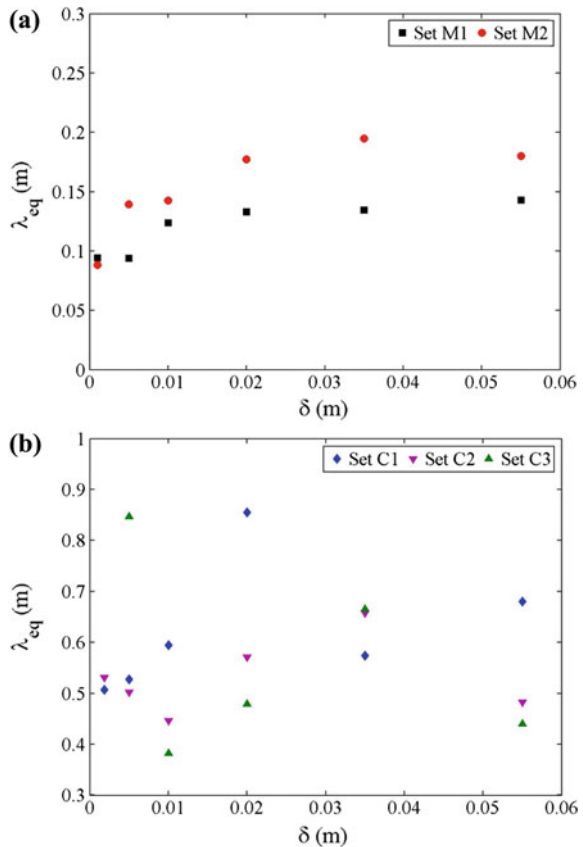 (a)
0.3
Set M1 Set M2
0.25
0.2
0.15
0.1
0.05
0
λeq (m)
0 0.01 0.02 0.03 0.04 0.05 0.06
δ (m)
(b)
1
Set C1 Set C2 Set C3
0.9
0.8
0.7
0.6
0.5
0.4
0.3
λeq (m)
0 0.01 0.02 0.03 0.04 0.05 0.06
δ (m)